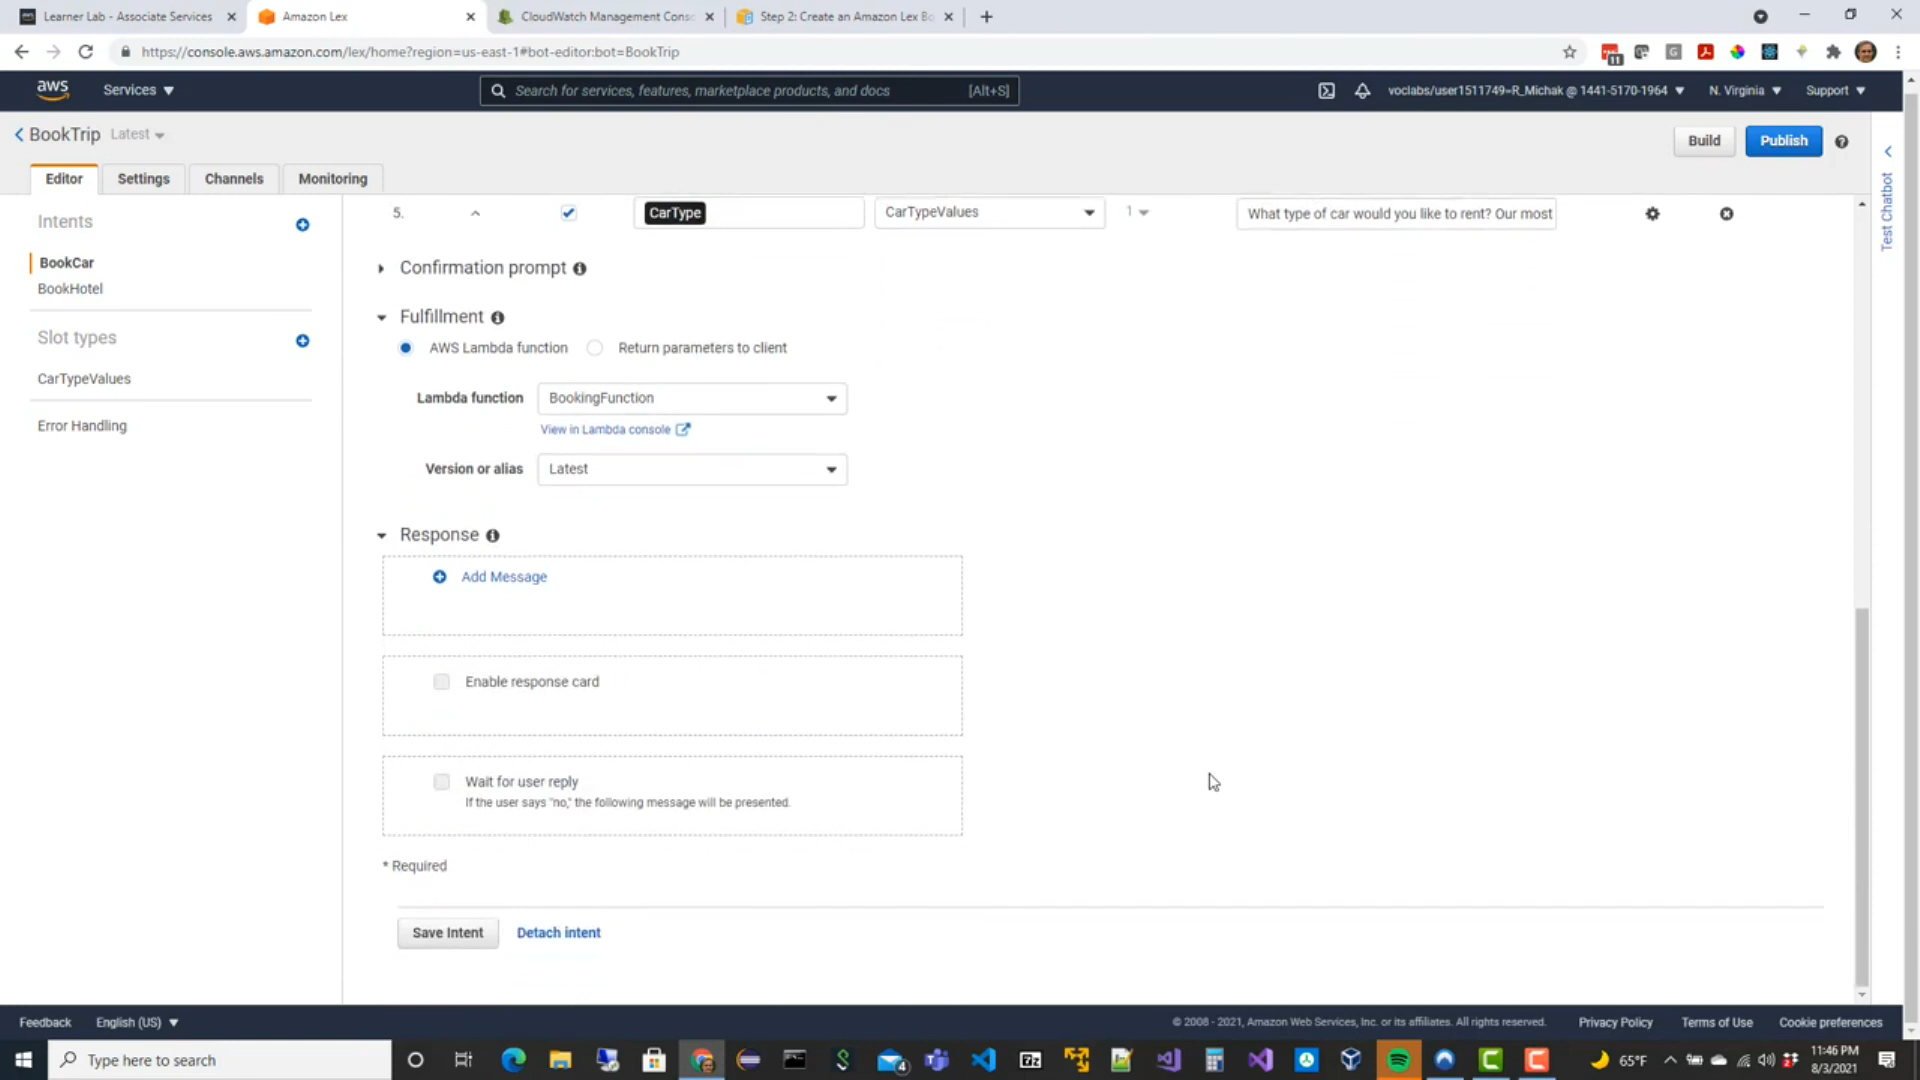 Learner Lab - Associate Services
Amazon Lex
CloudWatch Management Cons
Step 2: Create an Amazon Lex Bo
https://console.aws.amazon.com/lex/home?region=us-east-1#bot-editor:bot=BookTrip
11
aws
Services
Search for services, features, marketplace products, and docs
[Alt+S]
voclabs/user1511749=R_Michak @ 1441-5170-1964
N. Virginia
Support
BookTrip
Latest
Build
Publish
Editor
Settings
Channels
Monitoring
Test Chatbot
Intents
BookCar
BookHotel
Slot types
CarTypeValues
Error Handling
5.
CarType
CarTypeValues
1
What type of car would you like to rent? Our most
Confirmation prompt
Fulfillment
AWS Lambda function
Return parameters to client
Lambda function
BookingFunction
View in Lambda console
Version or alias
Latest
Response
Add Message
Enable response card
Wait for user reply
If the user says "no," the following message will be presented.
* Required
Save Intent
Detach intent
Feedback
English (US)
© 2008 - 2021, Amazon Web Services, Inc. or its affiliates. All rights reserved.
Privacy Policy
Terms of Use
Cookie preferences
Type here to search
4
7z
65°F
11:46 PM
8/3/2021